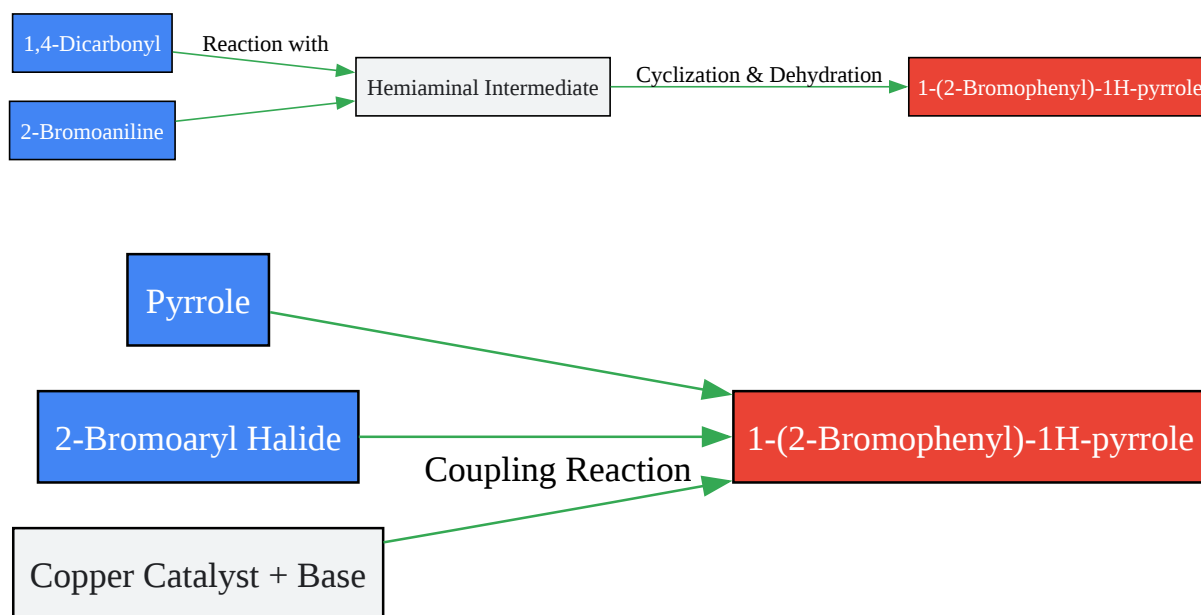 1,4-Dicarbonyl
Reaction with
2-Bromoaniline
Hemiaminal Intermediate
Cyclization & Dehydration
1-(2-Bromophenyl)-1H-pyrrole
Pyrrole
2-Bromoaryl Halide
Coupling Reaction
Copper Catalyst + Base
1-(2-Bromophenyl)-1H-pyrrole